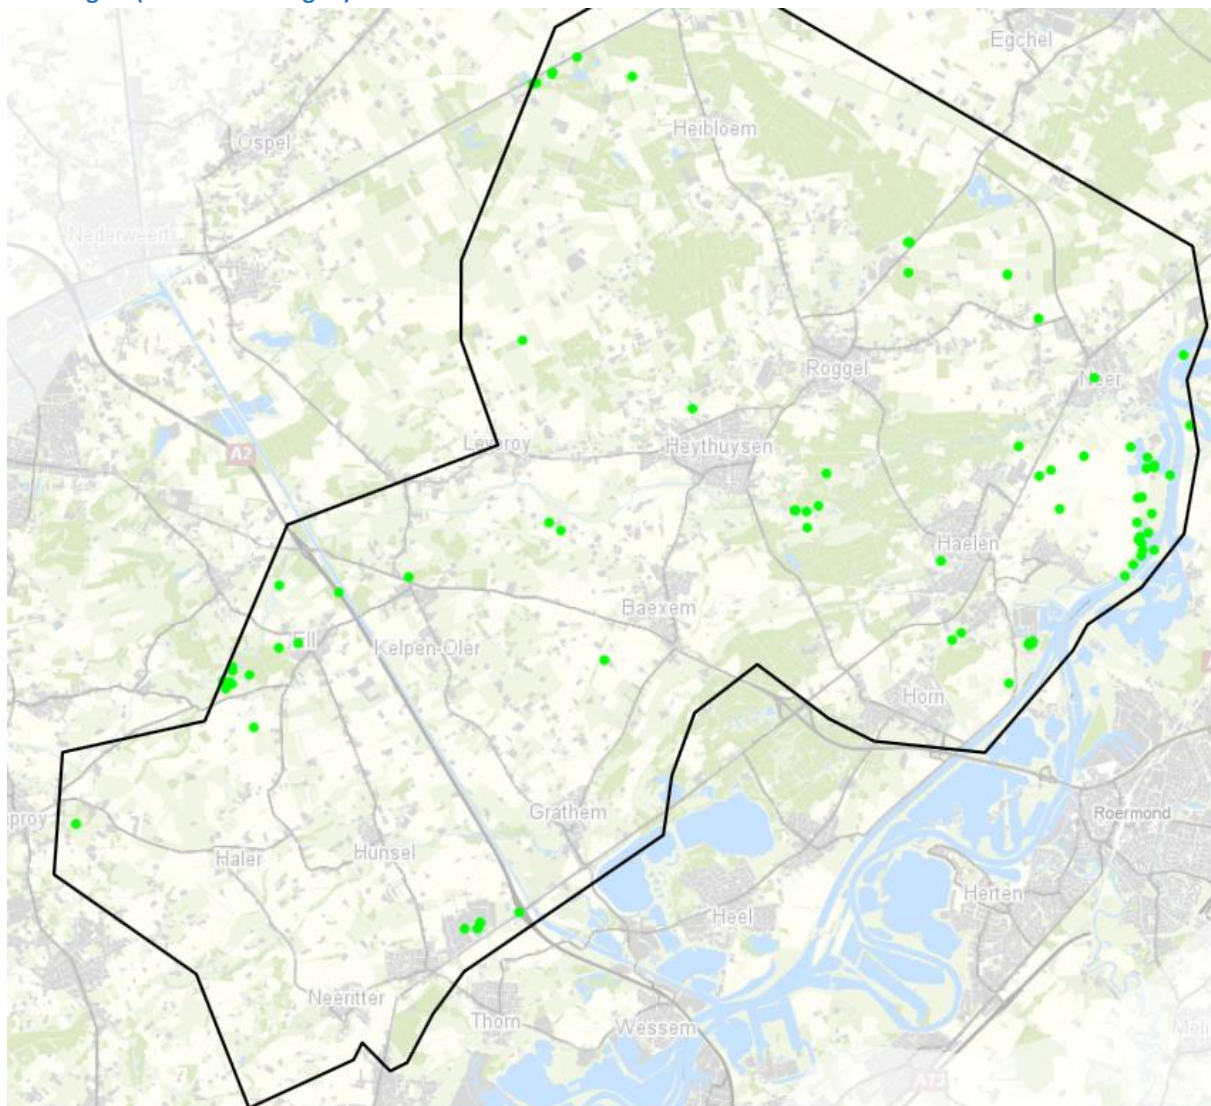 Egchel
Ospel
Heibloem
Nederweert
Roggel
Neer
Leveroy
Heythuysen
A2
Haelen
Baexem
Ell
Kelpen-Oler
Horn
Grathem
Roermond
Haler
Hunsel
Herten
Heel
Neeritter
Thorn
Wessem
A73